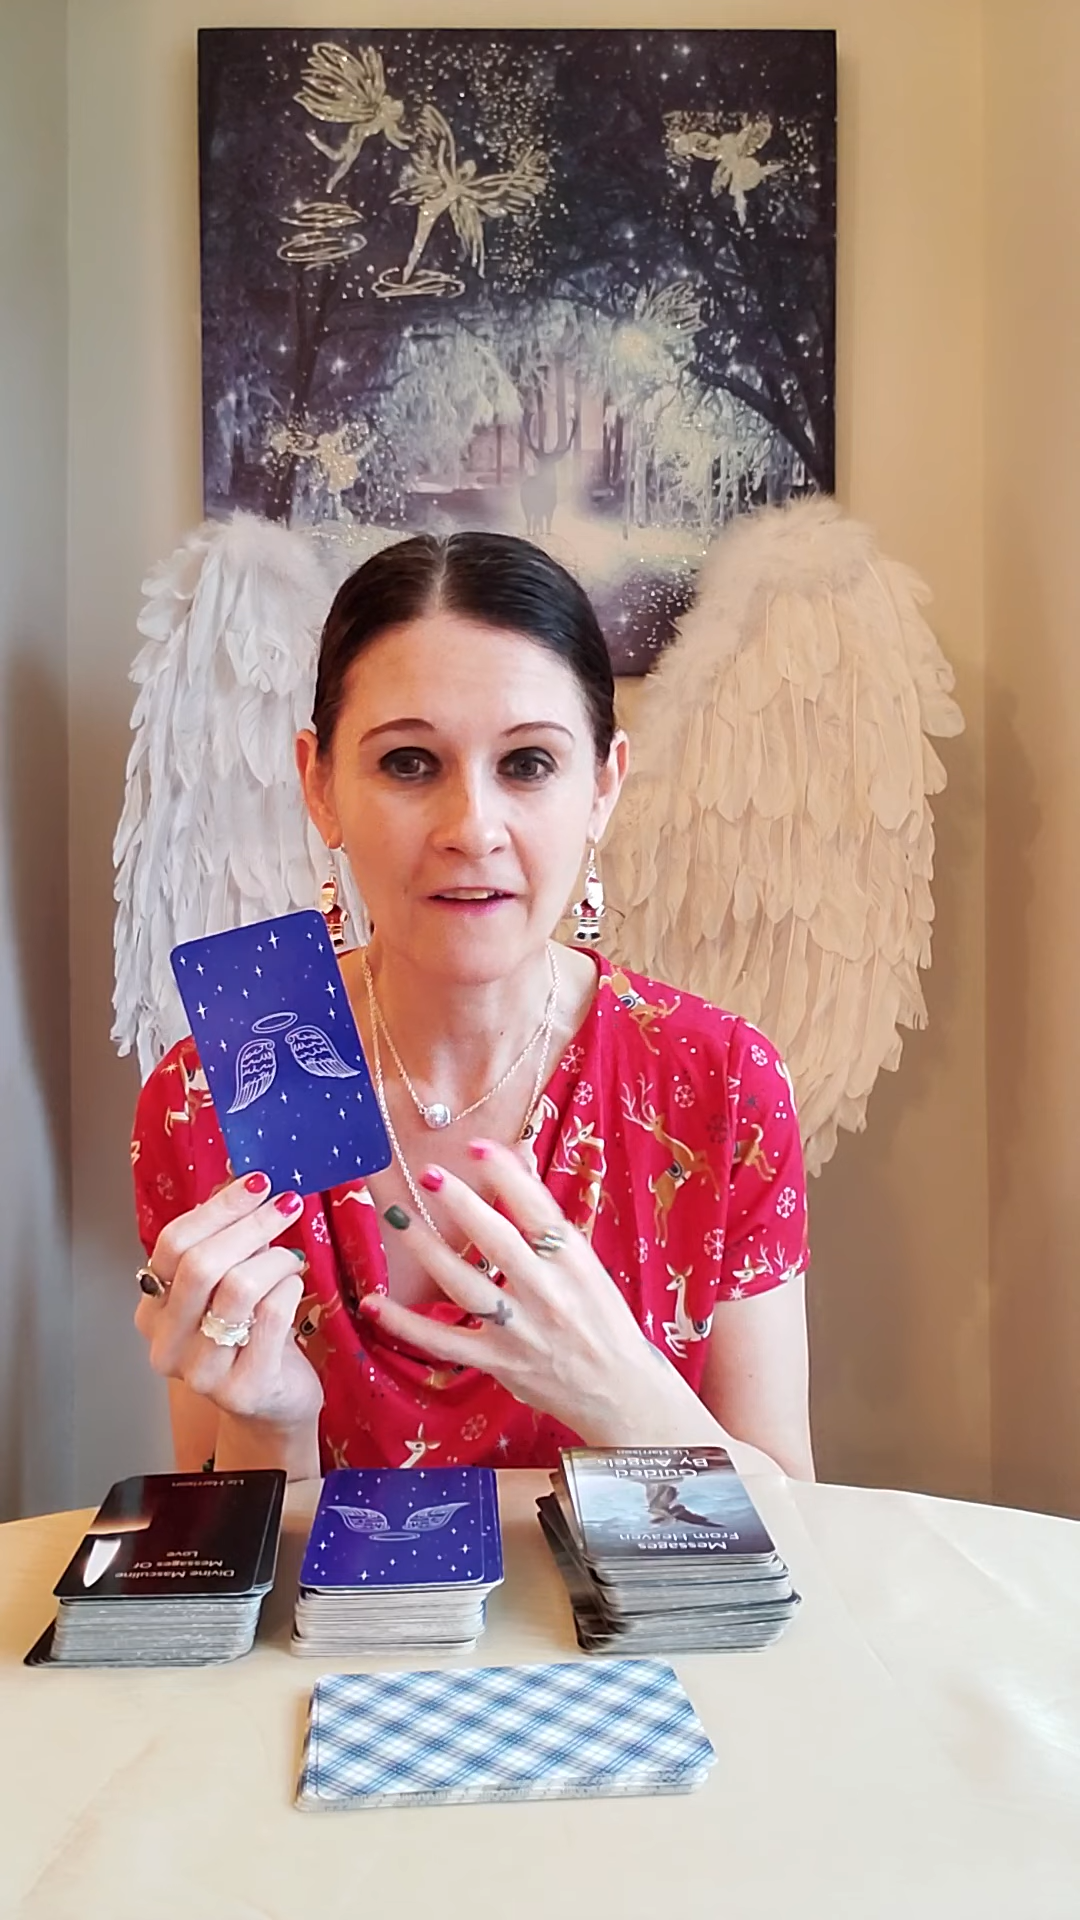 Liz Harrison
Divine Masculine
Messages Of
Love
Liz Harrison
Guided
By Angels
Messages
From Heaven